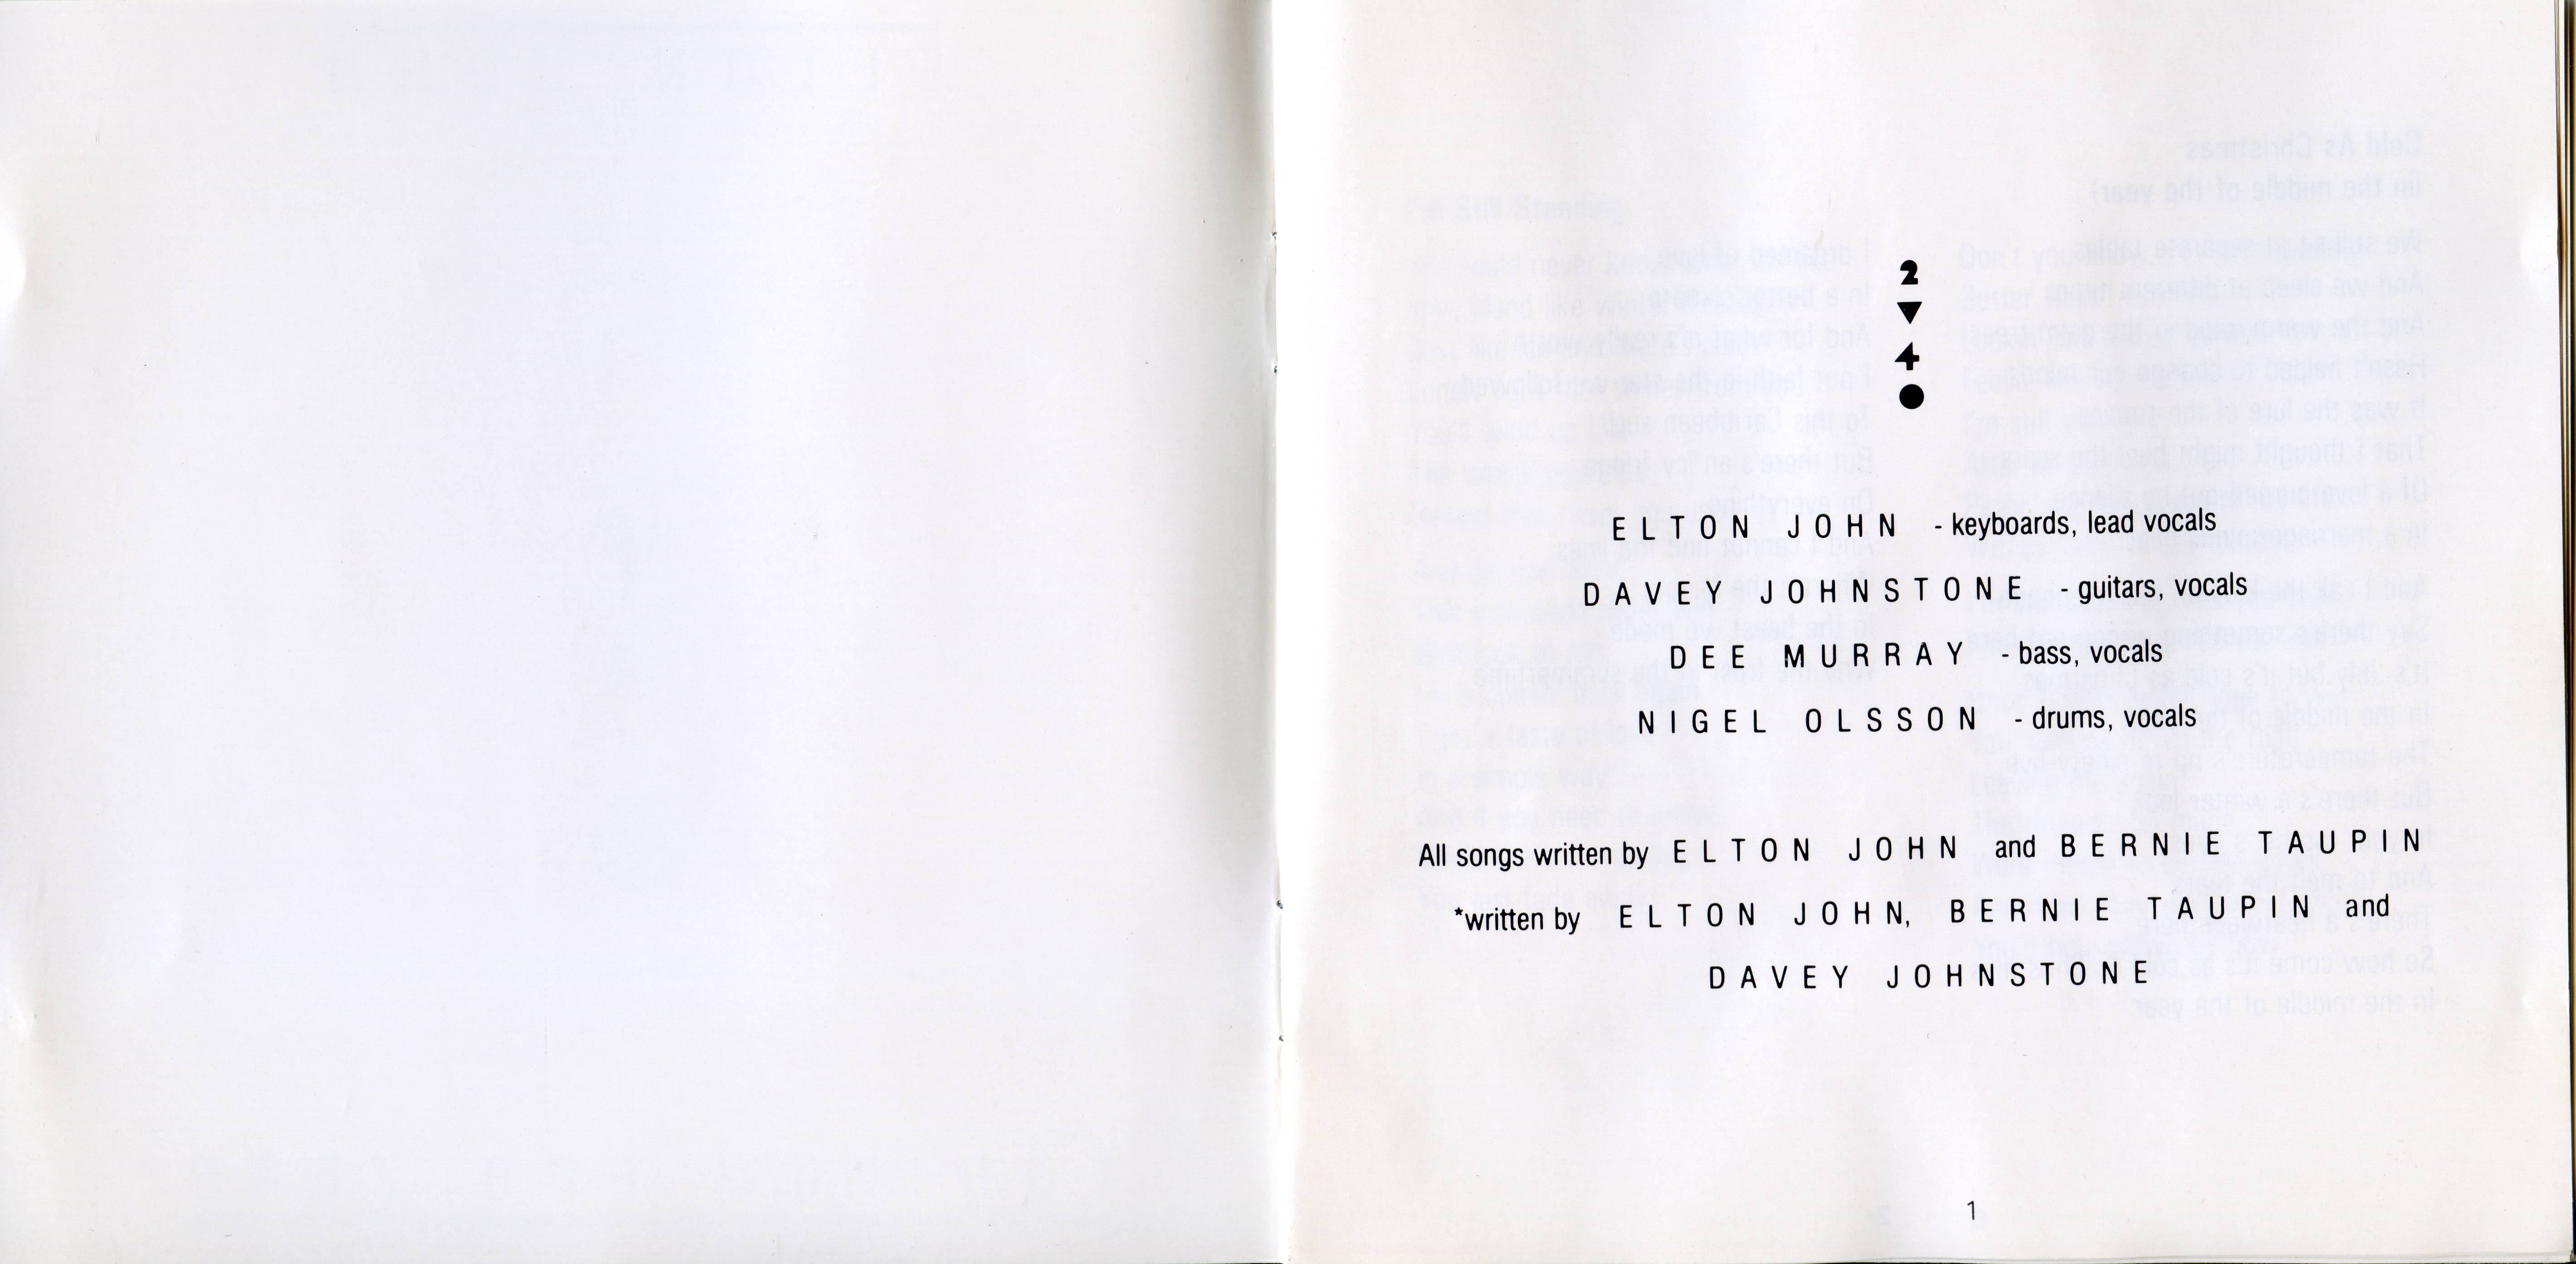 2
▼
4
●
ELTON JOHN - keyboards, lead vocals
DAVEY JOHNSTONE - guitars, vocals
DEE MURRAY - bass, vocals
NIGEL OLSSON - drums, vocals
All songs written by ELTON JOHN and BERNIE TAUPIN
*written by ELTON JOHN, BERNIE TAUPIN and
DAVEY JOHNSTONE
1